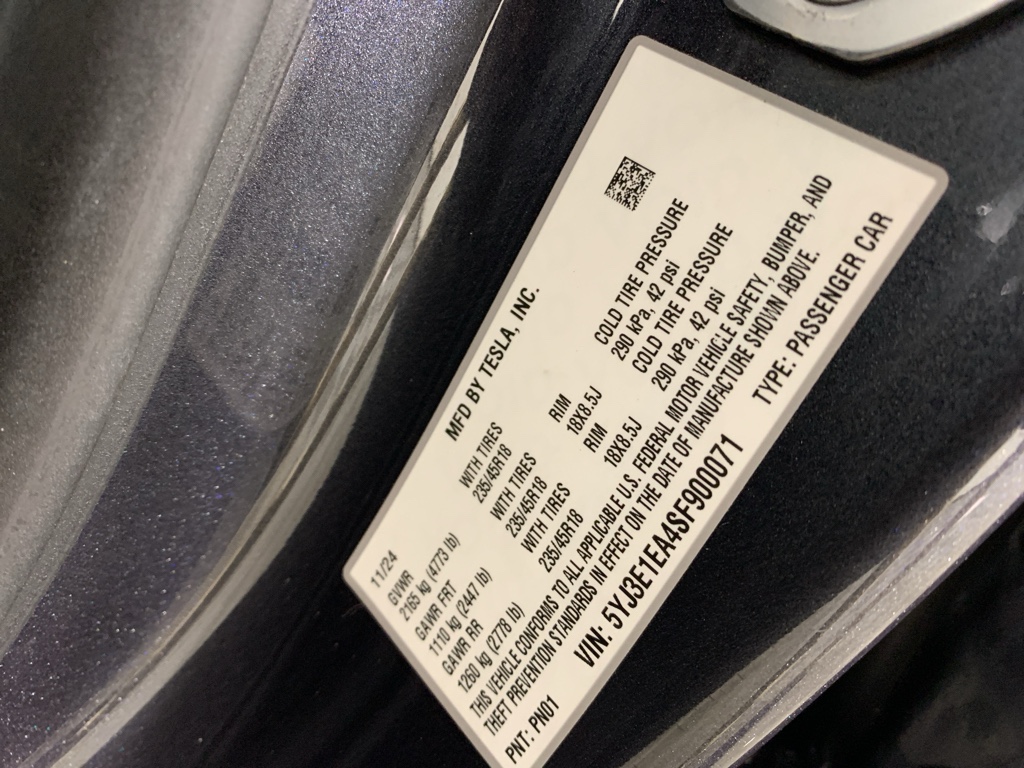 MFD BY TESLA, INC.
11/24
GVWR WITH TIRES RIM COLD TIRE PRESSURE
2165 kg (4773 lb) 235/45R18 18X8.5J 290 kPa, 42 psi
GAWR FRT WITH TIRES RIM COLD TIRE PRESSURE
1110 kg (2447 lb) 235/45R18 18X8.5J 290 kPa, 42 psi
GAWR RR WITH TIRES
1260 kg (2778 lb) 235/45R18
THIS VEHICLE CONFORMS TO ALL APPLICABLE U.S. FEDERAL MOTOR VEHICLE SAFETY, BUMPER, AND
THEFT PREVENTION STANDARDS IN EFFECT ON THE DATE OF MANUFACTURE SHOWN ABOVE.
VIN: 5YJ3E1EA4SF900071 TYPE: PASSENGER CAR
PNT: PN01